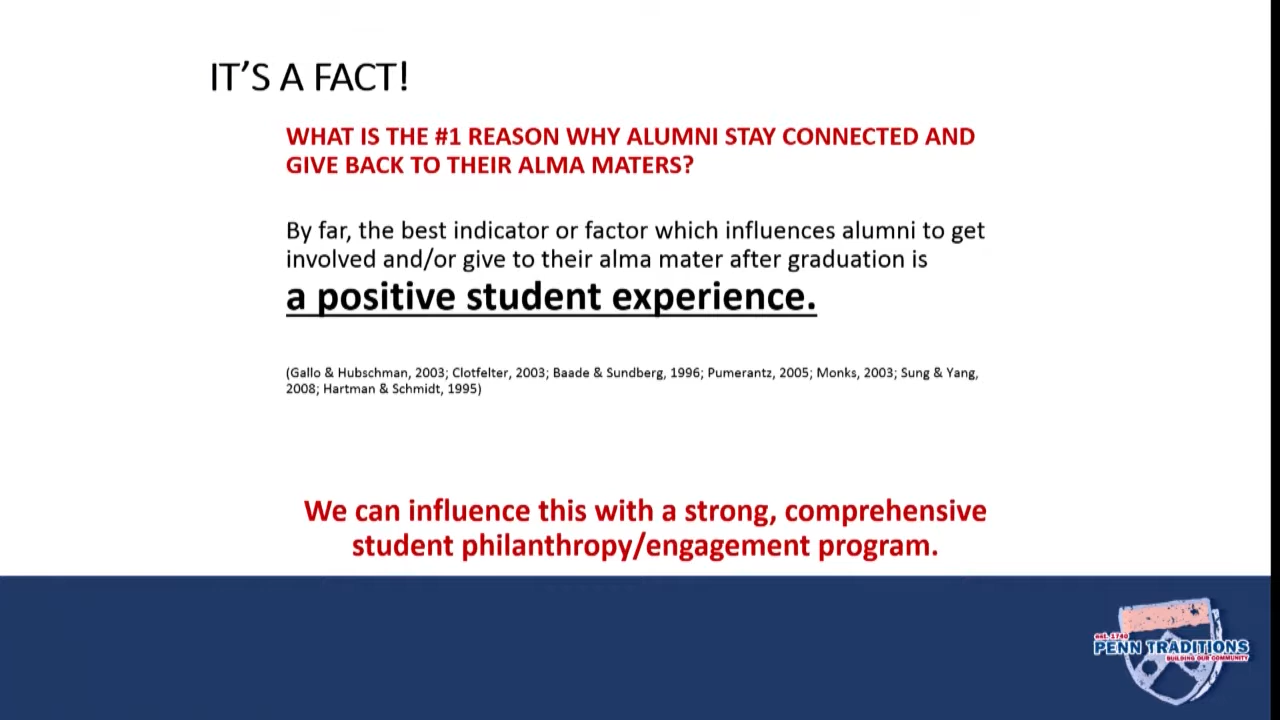 IT’S A FACT!
WHAT IS THE #1 REASON WHY ALUMNI STAY CONNECTED AND
GIVE BACK TO THEIR ALMA MATERS?
By far, the best indicator or factor which influences alumni to get
involved and/or give to their alma mater after graduation is
a positive student experience.
(Gallo & Hubschman, 2003; Clotfelter, 2003; Baade & Sundberg, 1996; Pumerantz, 2005; Monks, 2003; Sung & Yang,
2008; Hartman & Schmidt, 1995)
We can influence this with a strong, comprehensive
student philanthropy/engagement program.
est. 1740
PENN TRADITIONS
BUILDING OUR COMMUNITY